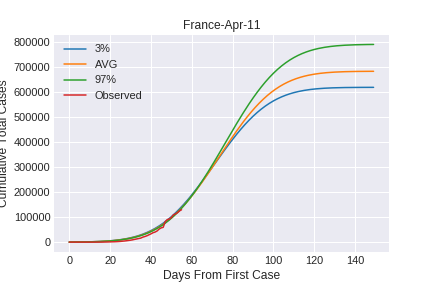 France-Apr-11
800000
700000
600000
500000
400000
300000
200000
100000
0
Cumulative Total Cases
3%
AVG
97%
Observed
0 20 40 60 80 100 120 140
Days From First Case